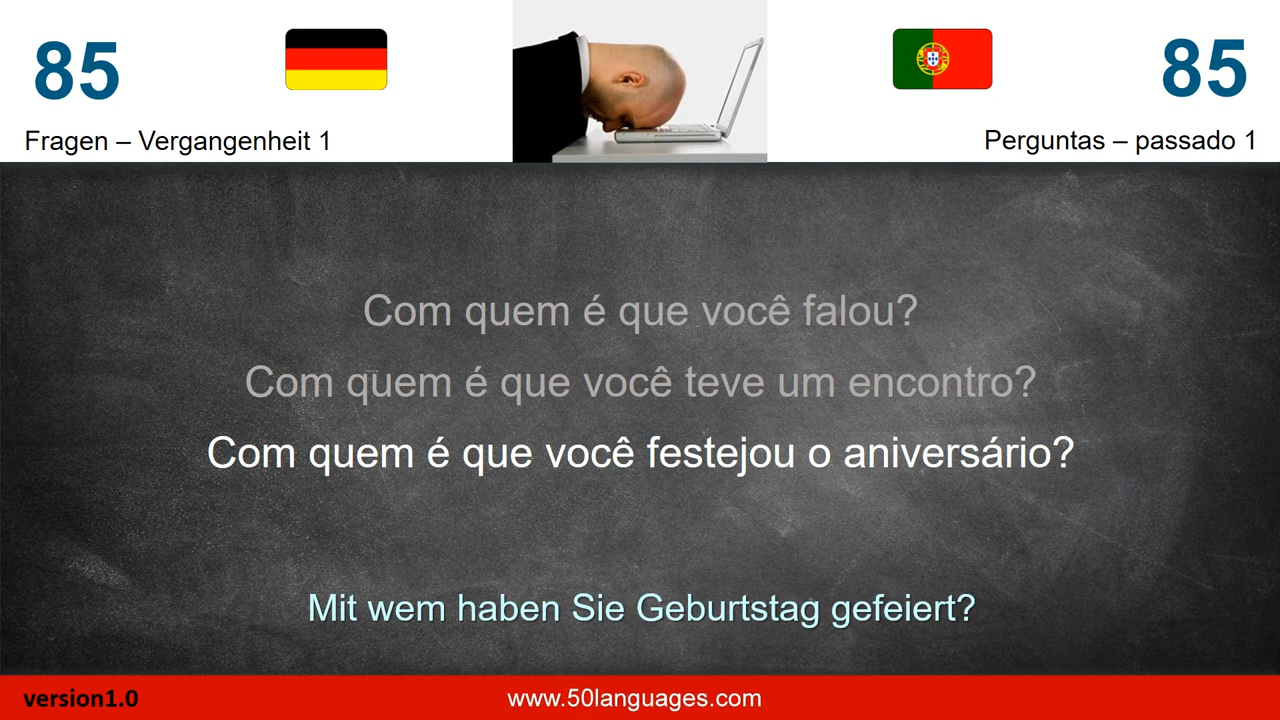 85
85
Fragen – Vergangenheit 1
Perguntas – passado 1
Com quem é que você falou?
Com quem é que você teve um encontro?
Com quem é que você festejou o aniversário?
Mit wem haben Sie Geburtstag gefeiert?
version1.0
www.50languages.com